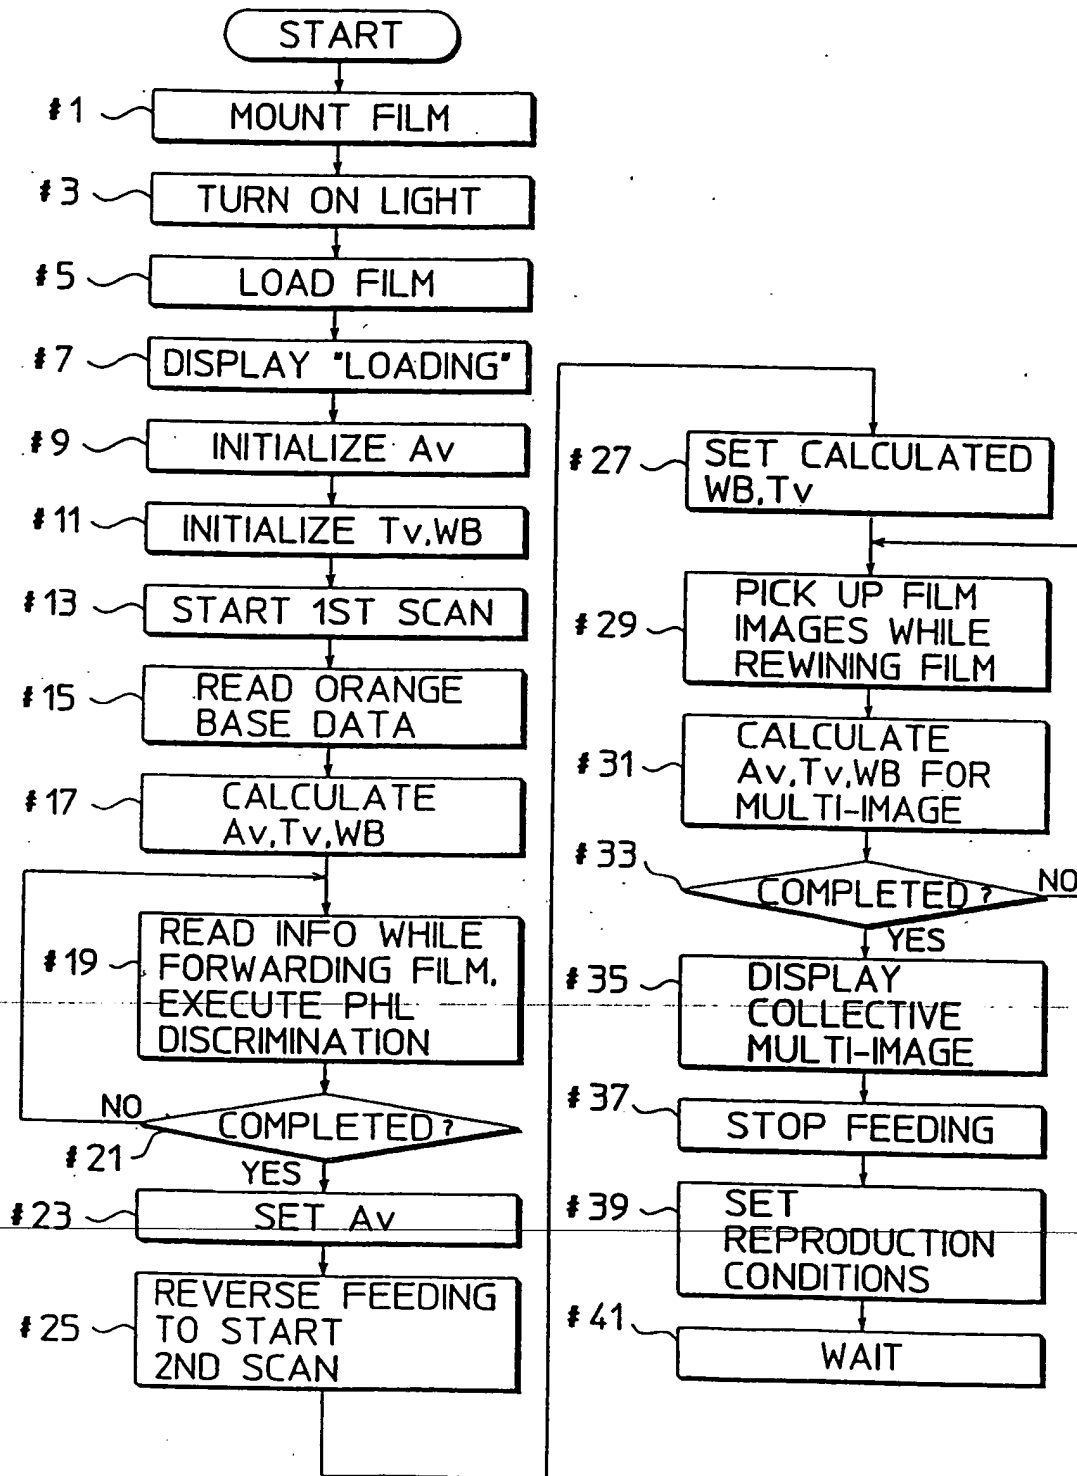 START
#1 MOUNT FILM
#3 TURN ON LIGHT
#5 LOAD FILM
#7 DISPLAY "LOADING"
#9 INITIALIZE Av
#11 INITIALIZE Tv,WB
#13 START 1ST SCAN
#15 READ ORANGE
BASE DATA
#17 CALCULATE
Av,Tv,WB
#19 READ INFO WHILE
FORWARDING FILM,
EXECUTE PHL
DISCRIMINATION
#21 COMPLETED?
NO
YES
#23 SET Av
#25 REVERSE FEEDING
TO START
2ND SCAN
#27 SET CALCULATED
WB,Tv
#29 PICK UP FILM
IMAGES WHILE
REWINING FILM
#31 CALCULATE
Av,Tv,WB FOR
MULTI-IMAGE
#33 COMPLETED?
NO
YES
#35 DISPLAY
COLLECTIVE
MULTI-IMAGE
#37 STOP FEEDING
#39 SET
REPRODUCTION
CONDITIONS
#41 WAIT